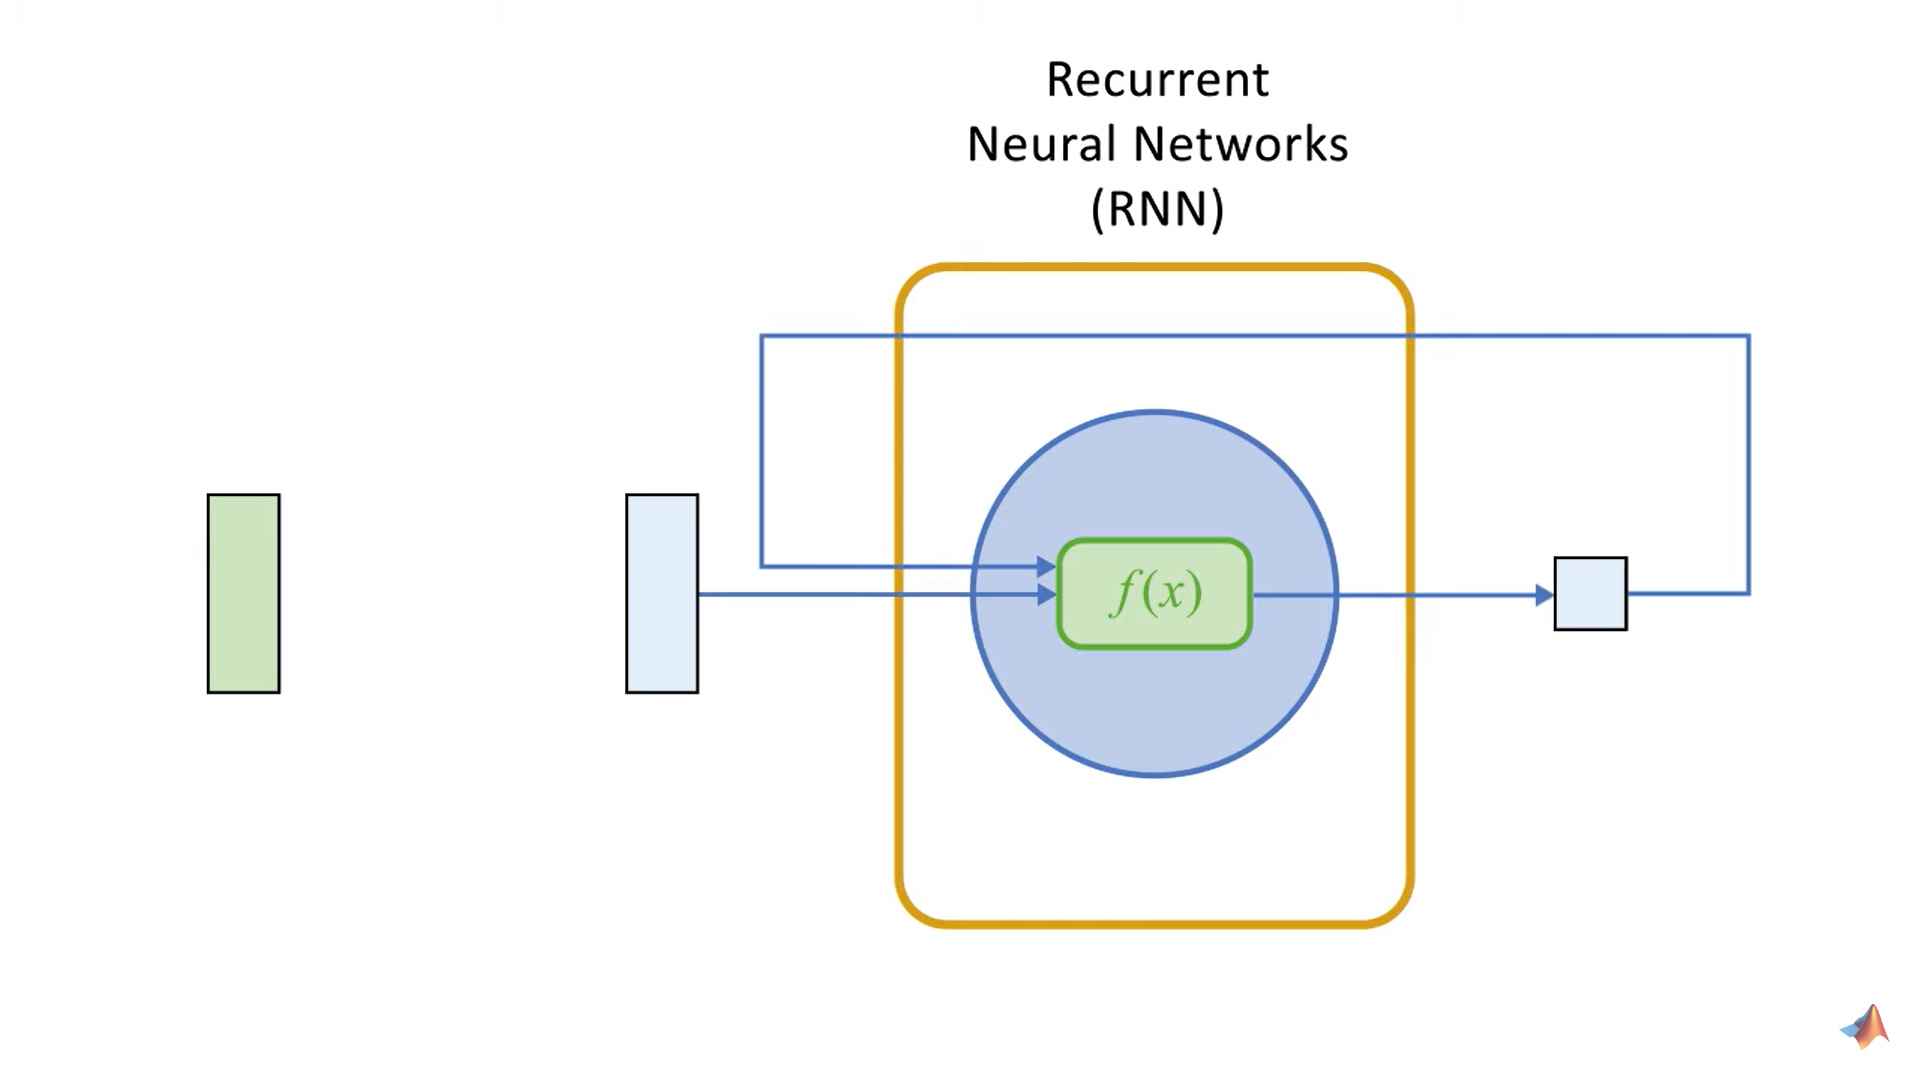 Recurrent
Neural Networks
(RNN)
f(x)